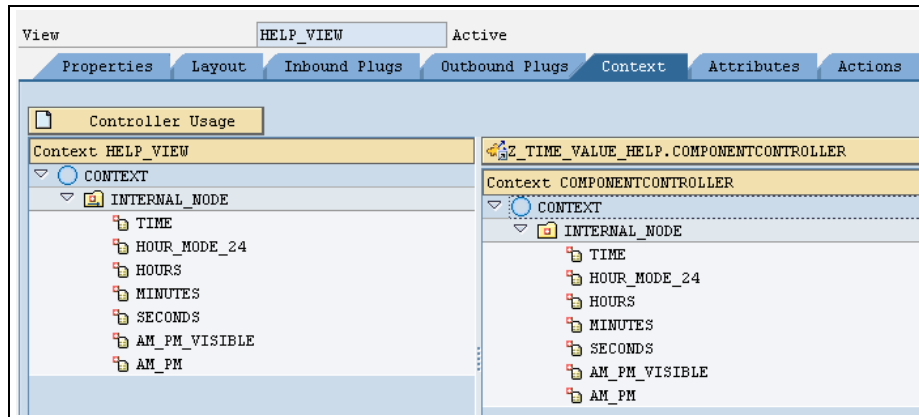 View HELP_VIEW Active
Properties Layout Inbound Plugs Outbound Plugs Context Attributes Actions
Controller Usage
Context HELP_VIEW
CONTEXT
INTERNAL_NODE
TIME
HOUR_MODE_24
HOURS
MINUTES
SECONDS
AM_PM_VISIBLE
AM_PM
Z_TIME_VALUE_HELP.COMPONENTCONTROLLER
Context COMPONENTCONTROLLER
CONTEXT
INTERNAL_NODE
TIME
HOUR_MODE_24
HOURS
MINUTES
SECONDS
AM_PM_VISIBLE
AM_PM